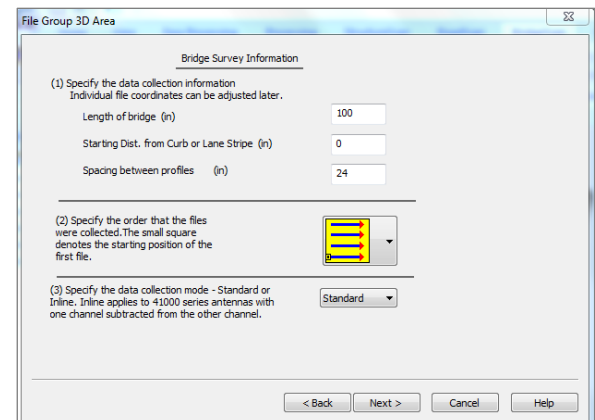 File Group 3D Area
Bridge Survey Information
(1) Specify the data collection information
Individual file coordinates can be adjusted later.
Length of bridge (in) 100
Starting Dist. from Curb or Lane Stripe (in) 0
Spacing between profiles (in) 24
(2) Specify the order that the files
were collected.The small square
denotes the starting position of the
first file.
(3) Specify the data collection mode - Standard or
Inline. Inline applies to 41000 series antennas with
one channel subtracted from the other channel.
Standard
< Back Next > Cancel Help